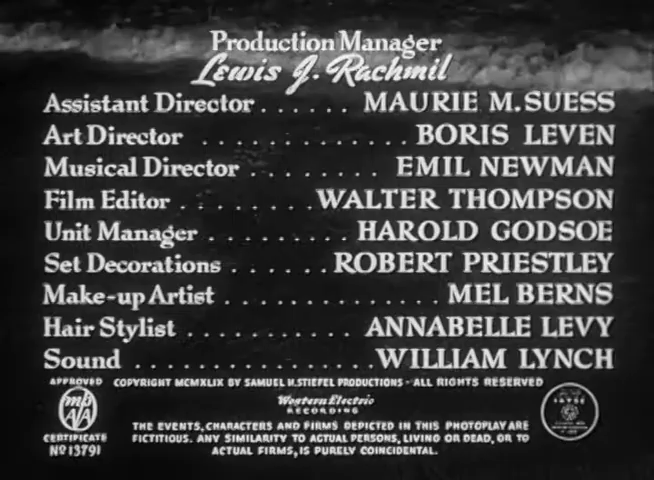 Production Manager
Lewis J. Rachmil
Assistant Director . . . . . . MAURIE M. SUESS
Art Director . . . . . . . . . . . . . BORIS LEVEN
Musical Director . . . . . . . . EMIL NEWMAN
Film Editor . . . . . . . . WALTER THOMPSON
Unit Manager . . . . . . . . . HAROLD GODSOE
Set Decorations . . . . . . ROBERT PRIESTLEY
Make-up Artist . . . . . . . . . . . . . MEL BERNS
Hair Stylist . . . . . . . . . . . ANNABELLE LEVY
Sound . . . . . . . . . . . . . . . . WILLIAM LYNCH
APPROVED
COPYRIGHT MCMXLIX BY SAMUEL H. STIEFEL PRODUCTIONS - ALL RIGHTS RESERVED
Western Electric
RECORDING
CERTIFICATE
No 13791
THE EVENTS, CHARACTERS AND FIRMS DEPICTED IN THIS PHOTOPLAY ARE
FICTITIOUS. ANY SIMILARITY TO ACTUAL PERSONS, LIVING OR DEAD, OR TO
ACTUAL FIRMS, IS PURELY COINCIDENTAL.